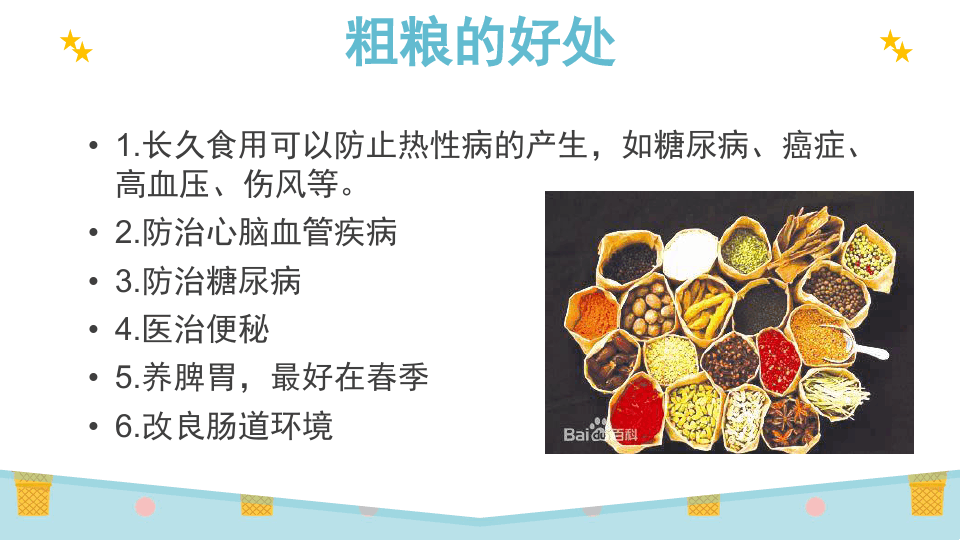 粗粮的好处
• 1.长久食用可以防止热性病的产生，如糖尿病、癌症、
高血压、伤风等。
• 2.防治心脑血管疾病
• 3.防治糖尿病
• 4.医治便秘
• 5.养脾胃，最好在春季
• 6.改良肠道环境
Bai du 百科